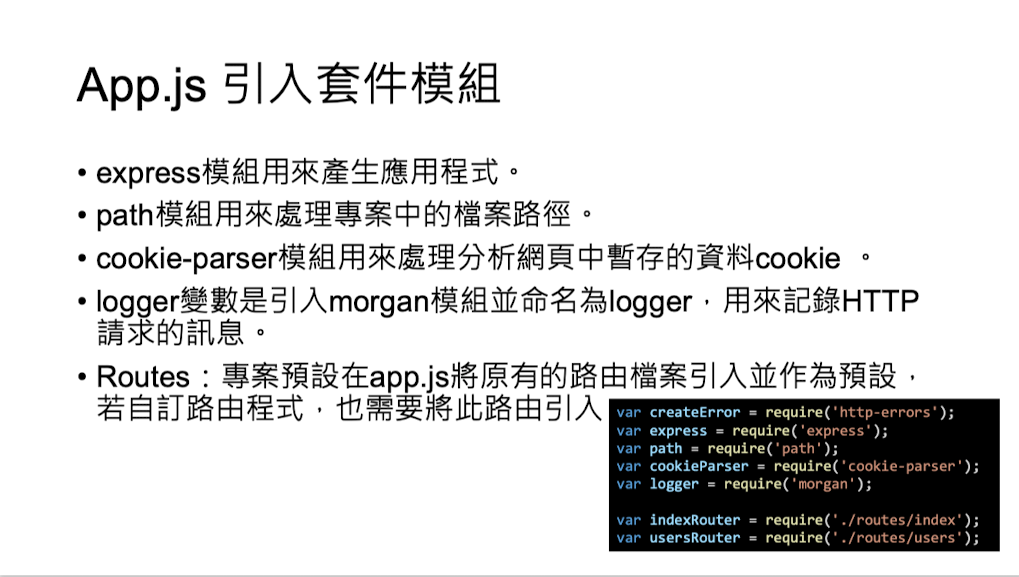 App.js 引入套件模組
• express模組用來產生應用程式。
• path模組用來處理專案中的檔案路徑。
• cookie-parser模組用來處理分析網頁中暫存的資料cookie 。
• logger變數是引入morgan模組並命名為logger，用來記錄HTTP
請求的訊息。
• Routes：專案預設在app.js將原有的路由檔案引入並作為預設，
若自訂路由程式，也需要將此路由引入
var createError = require('http-errors');
var express = require('express');
var path = require('path');
var cookieParser = require('cookie-parser');
var logger = require('morgan');
var indexRouter = require('./routes/index');
var usersRouter = require('./routes/users');